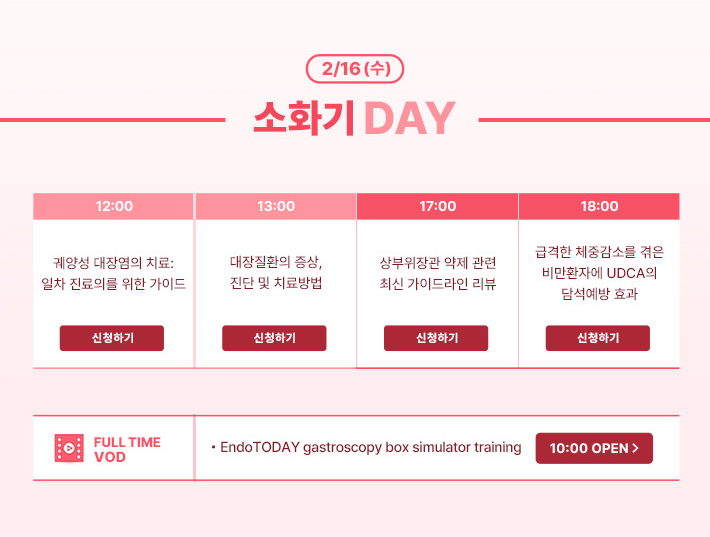 2/16 (수)
소화기 DAY
12:00
13:00
17:00
18:00
궤양성 대장염의 치료:
일차 진료의를 위한 가이드
대장질환의 증상,
진단 및 치료방법
상부위장관 약제 관련
최신 가이드라인 리뷰
급격한 체중감소를 겪은
비만환자에 UDCA의
담석예방 효과
신청하기
신청하기
신청하기
신청하기
FULL TIME
VOD
• EndoTODAY gastroscopy box simulator training
10:00 OPEN >